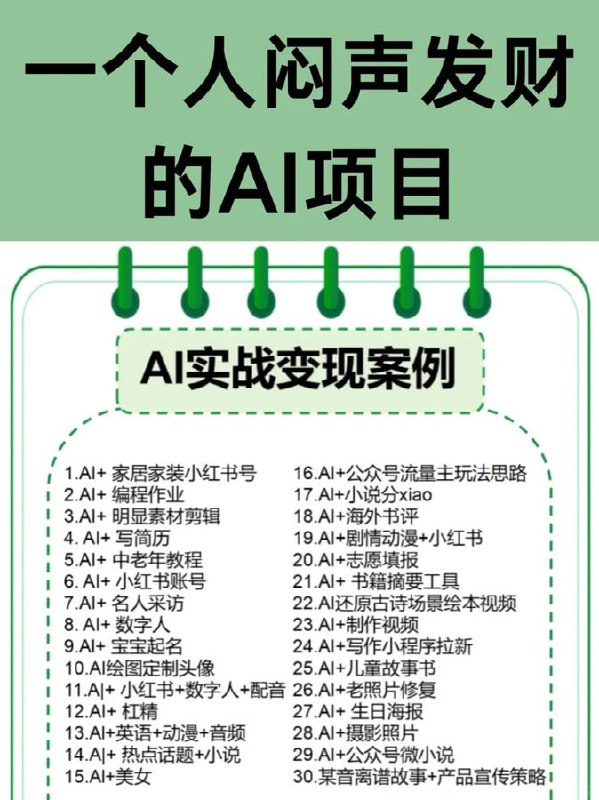 一个人闷声发财
的AI项目
AI实战变现案例
1.AI+ 家居家装小红书号
2.AI+ 编程作业
3.AI+ 明显素材剪辑
4. AI+ 写简历
5.AI+ 中老年教程
6. AI+ 小红书账号
7.AI+ 名人采访
8. AI+ 数字人
9.AI+ 宝宝起名
10.AI绘图定制头像
11.A|+ 小红书+数字人+配音
12.AI+ 杠精
13.AI+英语+动漫+音频
14.A|+ 热点话题+小说
15.AI+美女
16.AI+公众号流量主玩法思路
17.AI+小说分xiao
18.AI+海外书评
19.AI+剧情动漫+小红书
20.AI+志愿填报
21.AI+ 书籍摘要工具
22.AI还原古诗场景绘本视频
23.AI+制作视频
24.AI+写作小程序拉新
25.AI+儿童故事书
26.AI+老照片修复
27.AI+ 生日海报
28.AI+摄影照片
29.AI+公众号微小说
30.某音离谱故事+产品宣传策略